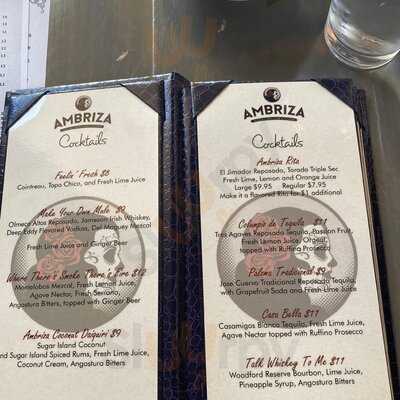 AMBRIZA
Cocktails
Feelin' Fresh $8
Cointreau, Topo Chico, and Fresh Lime Juice
Make Your Own Mule $9
Olmeca Altos Reposado, Jameson Irish Whiskey,
Deep Eddy Flavored Vodkas, Del Maguey Mezcal
Fresh Lime Juice and Ginger Beer
Where There's Smoke There's Fire $12
Montelobos Mezcal, Fresh Lemon Juice,
Agave Nectar, Fresh Serrano,
Angostura Bitters, topped with Ginger Beer
Ambriza Coconut Daiquiri $9
Sugar Island Coconut
and Sugar Island Spiced Rums, Fresh Lime Juice,
Coconut Cream, Angostura Bitters
AMBRIZA
Cocktails
Ambriza Rita
El Jimador Reposado, Torada Triple Sec
Fresh Lime, Lemon and Orange Juice
Large $9.95 Regular $7.95
Make it a flavored Rita for $1 additional
Columpio de Tequila $11
Tres Agaves Reposado Tequila, Passion Fruit,
Fresh Lemon Juice, Orgeat,
topped with Ruffino Prosecco
Paloma Tradicional $9
Jose Cuervo Tradicional Reposado Tequila,
with Grapefruit Soda and Fresh Lime Juice
Casa Bella $11
Casamigos Blanco Tequila, Fresh Lime Juice,
Agave Nectar topped with Ruffino Prosecco
Talk Whiskey To Me $11
Woodford Reserve Bourbon, Lime Juice,
Pineapple Syrup, Angostura Bitters